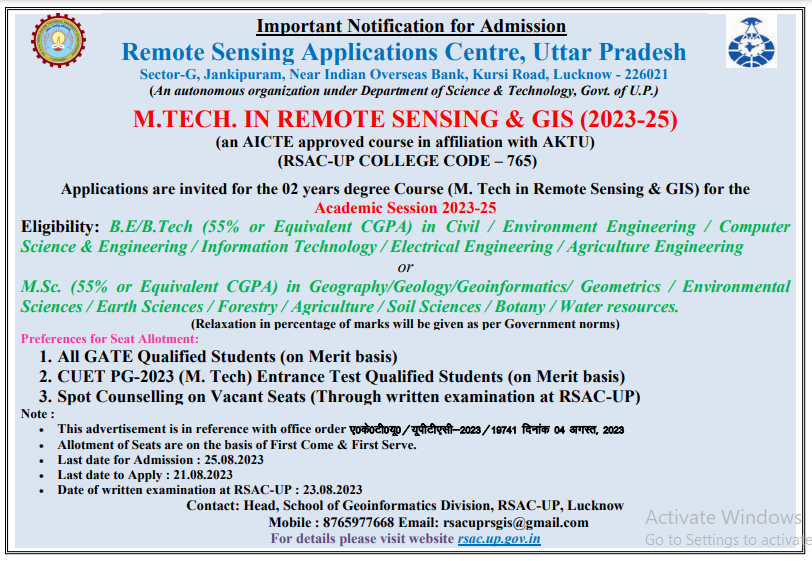 Important Notification for Admission
Remote Sensing Applications Centre, Uttar Pradesh
Sector-G, Jankipuram, Near Indian Overseas Bank, Kursi Road, Lucknow - 226021
(An autonomous organization under Department of Science & Technology, Govt. of U.P.)
M.TECH. IN REMOTE SENSING & GIS (2023-25)
(an AICTE approved course in affiliation with AKTU)
(RSAC-UP COLLEGE CODE – 765)
Applications are invited for the 02 years degree Course (M. Tech in Remote Sensing & GIS) for the
Academic Session 2023-25
Eligibility: B.E/B.Tech (55% or Equivalent CGPA) in Civil / Environment Engineering / Computer
Science & Engineering / Information Technology / Electrical Engineering / Agriculture Engineering
or
M.Sc. (55% or Equivalent CGPA) in Geography/Geology/Geoinformatics/ Geometrics / Environmental
Sciences / Earth Sciences / Forestry / Agriculture / Soil Sciences / Botany / Water resources.
(Relaxation in percentage of marks will be given as per Government norms)
Preferences for Seat Allotment:
1. All GATE Qualified Students (on Merit basis)
2. CUET PG-2023 (M. Tech) Entrance Test Qualified Students (on Merit basis)
3. Spot Counselling on Vacant Seats (Through written examination at RSAC-UP)
Note :
• This advertisement is in reference with office order ए०के०टी०यू०/यूपीटीएसी–2023/19741 दिनांक 04 अगस्त, 2023
• Allotment of Seats are on the basis of First Come & First Serve.
• Last date for Admission : 25.08.2023
• Last date to Apply : 21.08.2023
• Date of written examination at RSAC-UP : 23.08.2023
Contact: Head, School of Geoinformatics Division, RSAC-UP, Lucknow
Mobile : 8765977668 Email: rsacuprsgis@gmail.com
For details please visit website rsac.up.gov.in
Activate Windows
Go to Settings to activate